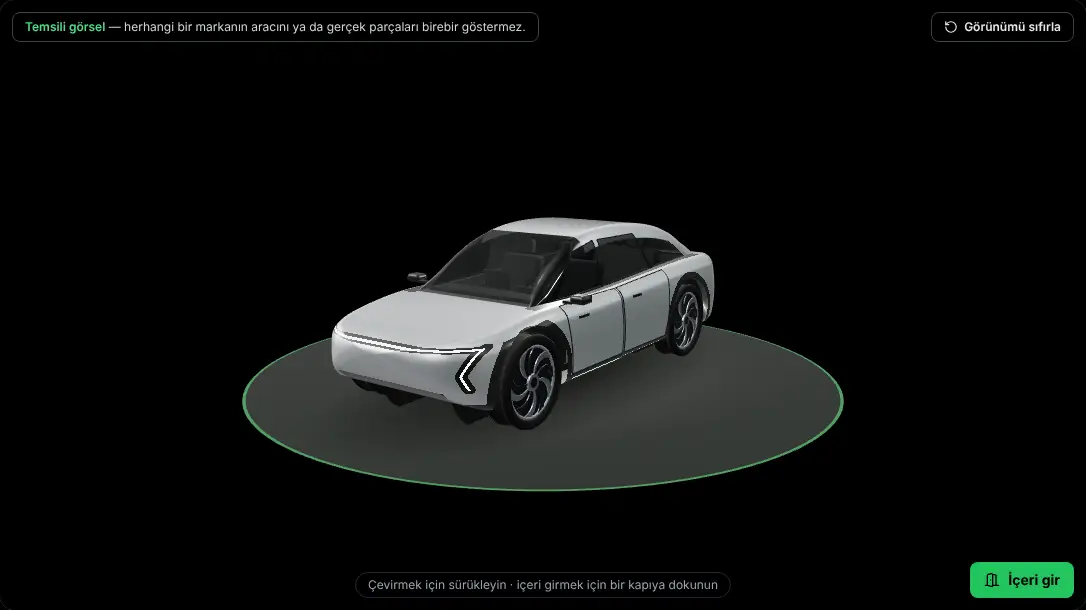 Temsili görsel — herhangi bir markanın aracını ya da gerçek parçaları birebir göstermez.
Görünümü sıfırla
Çevirmek için sürükleyin · içeri girmek için bir kapıya dokunun
İçeri gir